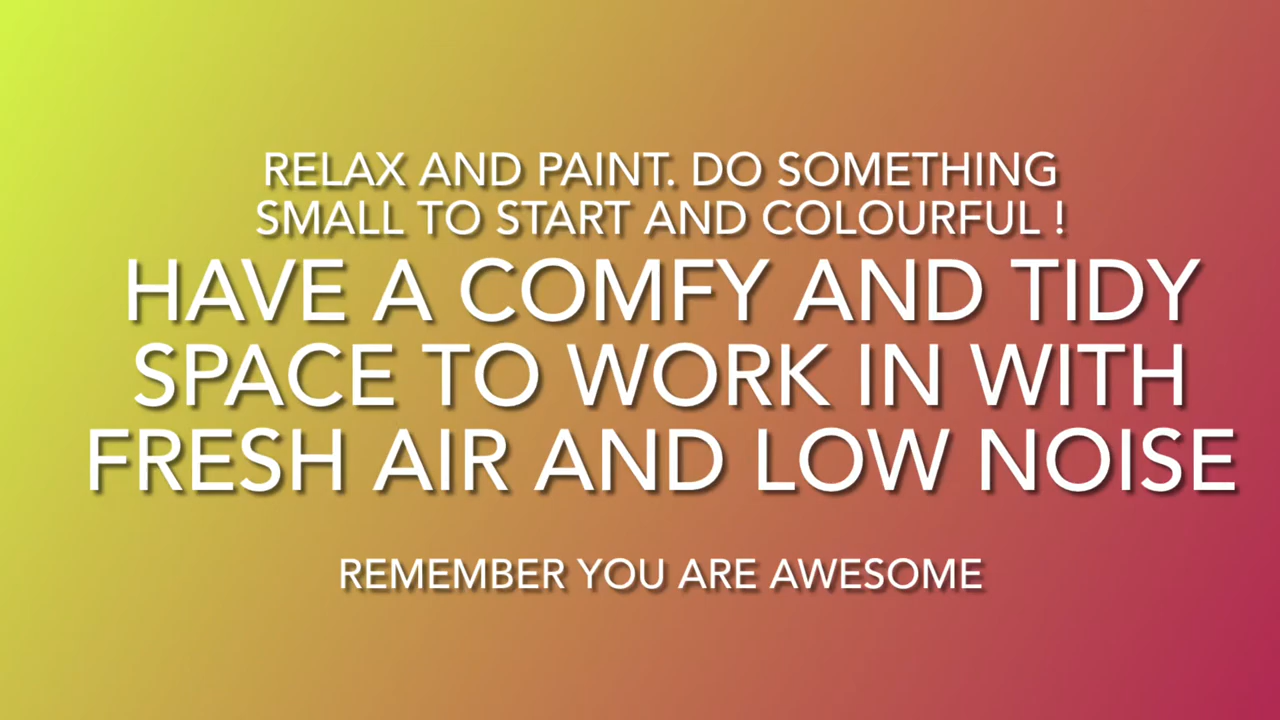 RELAX AND PAINT. DO SOMETHING
SMALL TO START AND COLOURFUL !
HAVE A COMFY AND TIDY
SPACE TO WORK IN WITH
FRESH AIR AND LOW NOISE
REMEMBER YOU ARE AWESOME